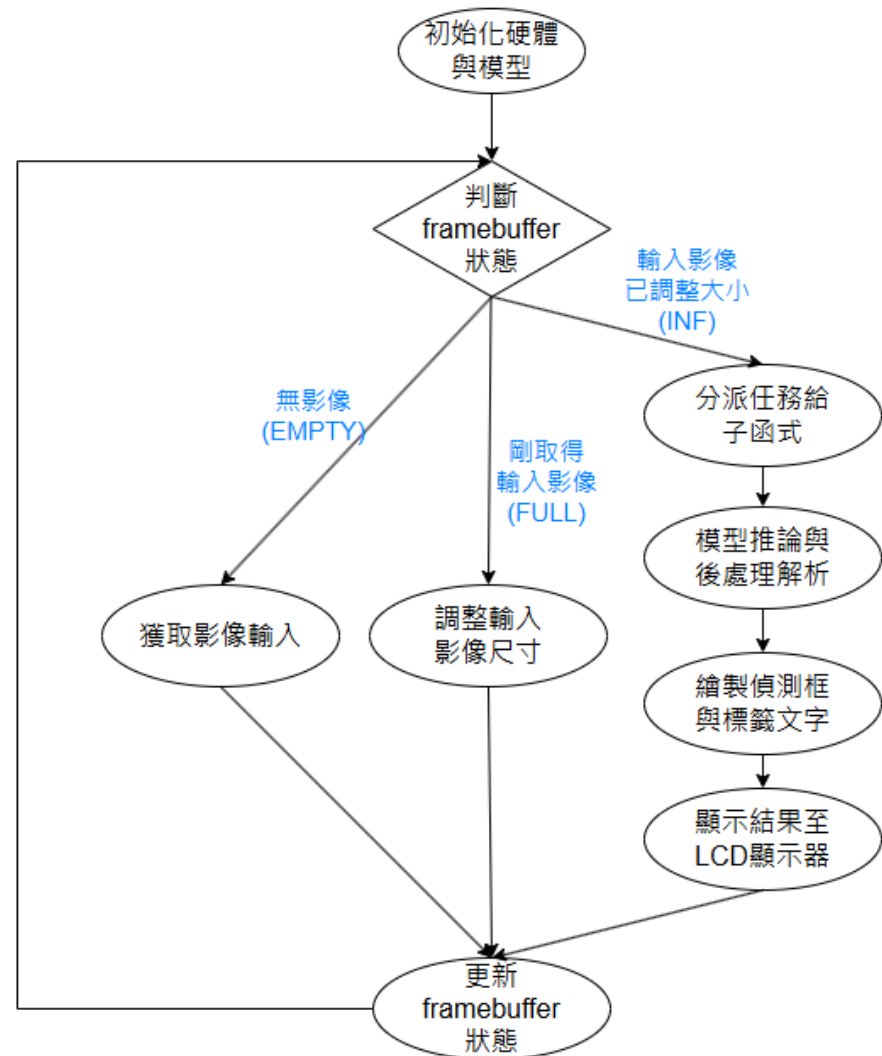 初始化硬體
與模型
判斷
framebuffer
狀態
輸入影像
已調整大小
(INF)
無影像
(EMPTY)
剛取得
輸入影像
(FULL)
分派任務給
子函式
模型推論與
後處理解析
獲取影像輸入
調整輸入
影像尺寸
繪製偵測框
與標籤文字
顯示結果至
LCD顯示器
更新
framebuffer
狀態